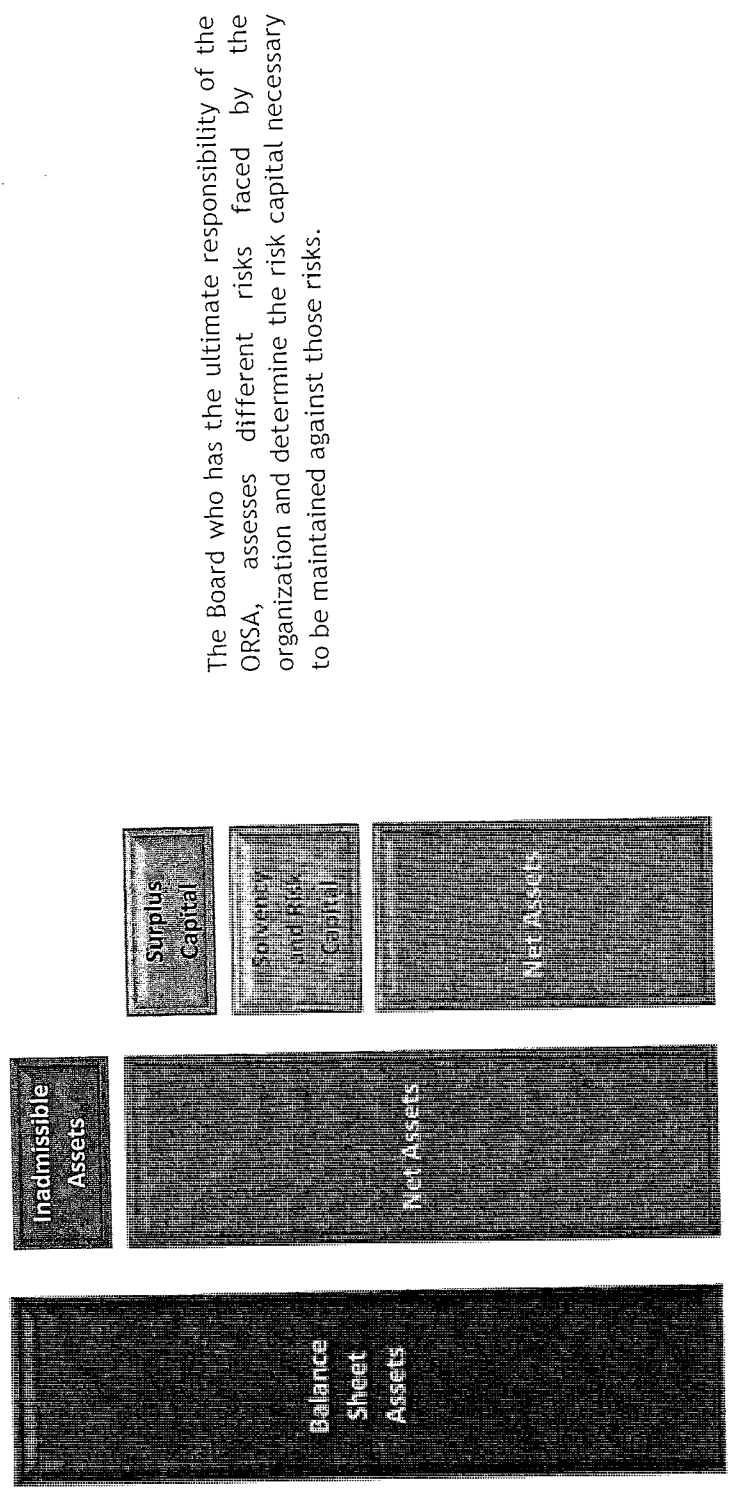 Balance
Sheet
Assets
Inadmissible
Assets
Net Assets
Surplus
Capital
Solvency
and Risk
Capital
Net Assets
The Board who has the ultimate responsibility of the
ORSA, assesses different risks faced by the
organization and determine the risk capital necessary
to be maintained against those risks.